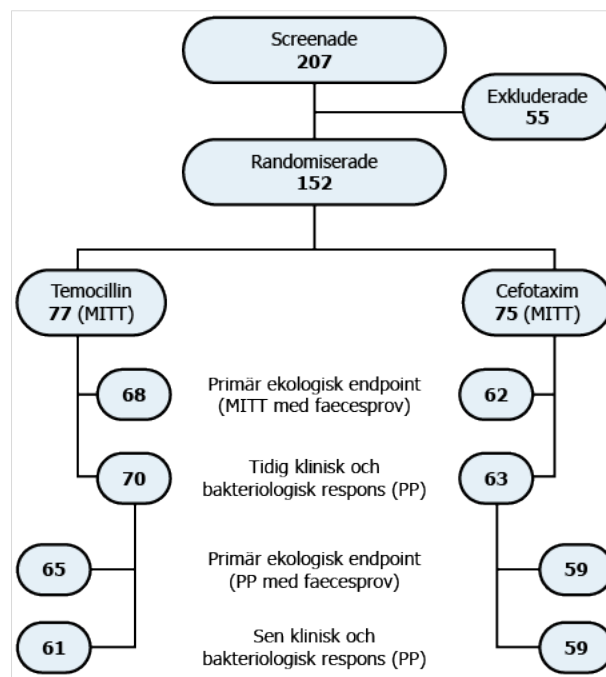 Screenade
207
Exkluderade
55
Randomiserade
152
Temocillin
77 (MITT)
Cefotaxim
75 (MITT)
68
Primär ekologisk endpoint
(MITT med faecesprov)
62
70
Tidig klinisk och
bakteriologisk respons (PP)
63
65
Primär ekologisk endpoint
(PP med faecesprov)
59
61
Sen klinisk och
bakteriologisk respons (PP)
59